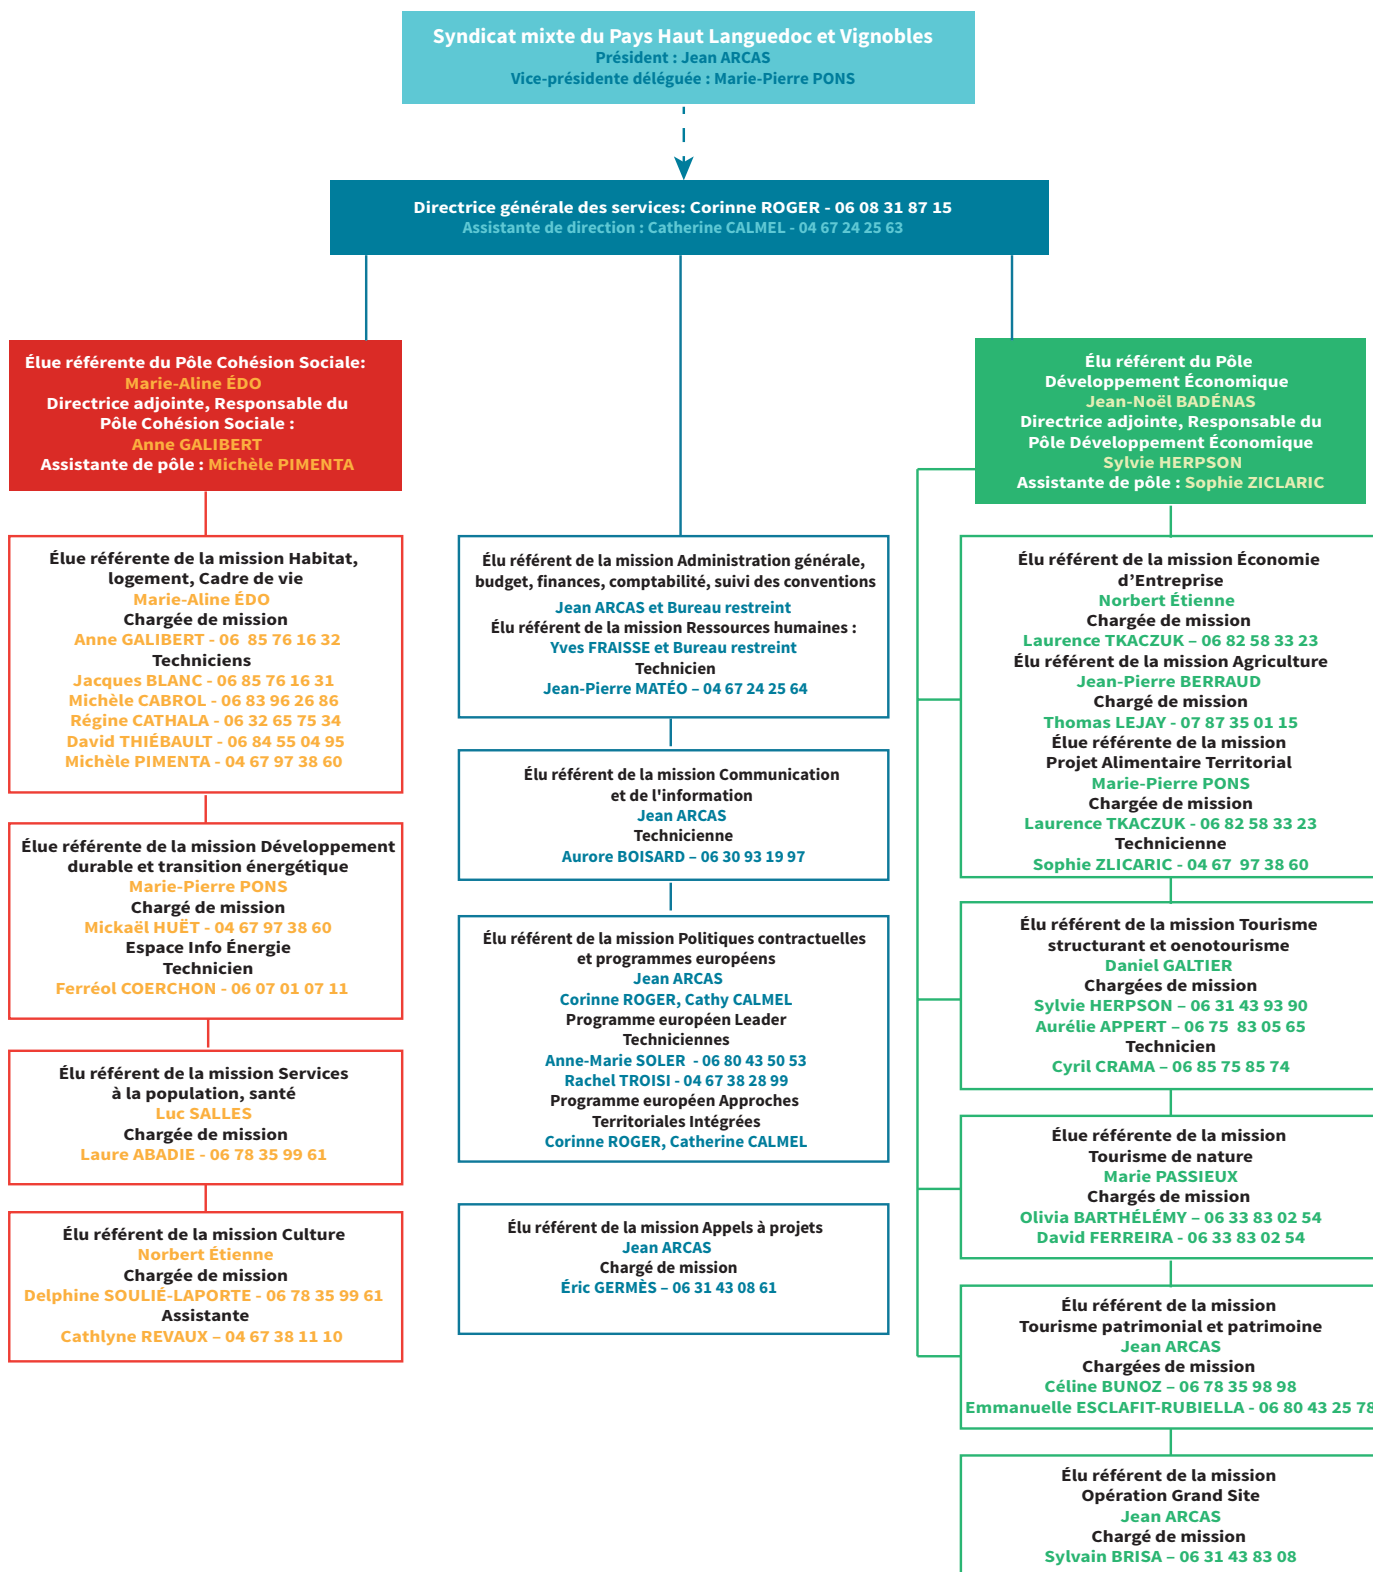 Syndicat mixte du Pays Haut Languedoc et Vignobles
Président : Jean ARCAS
Vice-présidente déléguée : Marie-Pierre PONS
Directrice générale des services: Corinne ROGER - 06 08 31 87 15
Assistante de direction : Catherine CALMEL - 04 67 24 25 63
Élue référente du Pôle Cohésion Sociale:
Marie-Aline ÉDO
Directrice adjointe, Responsable du
Pôle Cohésion Sociale :
Anne GALIBERT
Assistante de pôle : Michèle PIMENTA
Élue référente de la mission Habitat,
logement, Cadre de vie
Marie-Aline ÉDO
Chargée de mission
Anne GALIBERT - 06 85 76 16 32
Techniciens
Jacques BLANC - 06 85 76 16 31
Michèle CABROL - 06 83 96 26 86
Régine CATHALA - 06 32 65 75 34
David THIÉBAULT - 06 84 55 04 95
Michèle PIMENTA - 04 67 97 38 60
Élue référente de la mission Développement
durable et transition énergétique
Marie-Pierre PONS
Chargé de mission
Mickaël HUËT - 04 67 97 38 60
Espace Info Énergie
Technicien
Ferréol COERCHON - 06 07 01 07 11
Élu référent de la mission Services
à la population, santé
Luc SALLES
Chargée de mission
Laure ABADIE - 06 78 35 99 61
Élu référent de la mission Culture
Norbert Étienne
Chargée de mission
Delphine SOULIÉ-LAPORTE - 06 78 35 99 61
Assistante
Cathlyne REVAUX – 04 67 38 11 10
Élu référent de la mission Administration générale,
budget, finances, comptabilité, suivi des conventions
Jean ARCAS et Bureau restreint
Élu référent de la mission Ressources humaines :
Yves FRAISSE et Bureau restreint
Technicien
Jean-Pierre MATÉO – 04 67 24 25 64
Élu référent de la mission Communication
et de l'information
Jean ARCAS
Technicienne
Aurore BOISARD – 06 30 93 19 97
Élu référent de la mission Politiques contractuelles
et programmes européens
Jean ARCAS
Corinne ROGER, Cathy CALMEL
Programme européen Leader
Techniciennes
Anne-Marie SOLER - 06 80 43 50 53
Rachel TROISI - 04 67 38 28 99
Programme européen Approches
Territoriales Intégrées
Corinne ROGER, Catherine CALMEL
Élu référent de la mission Appels à projets
Jean ARCAS
Chargé de mission
Éric GERMÈS – 06 31 43 08 61
Élu référent du Pôle
Développement Économique
Jean-Noël BADÉNAS
Directrice adjointe, Responsable du
Pôle Développement Économique
Sylvie HERPSON
Assistante de pôle : Sophie ZICLARIC
Élu référent de la mission Économie
d’Entreprise
Norbert Étienne
Chargée de mission
Laurence TKACZUK – 06 82 58 33 23
Élu référent de la mission Agriculture
Jean-Pierre BERRAUD
Chargé de mission
Thomas LEJAY - 07 87 35 01 15
Élue référente de la mission
Projet Alimentaire Territorial
Marie-Pierre PONS
Chargée de mission
Laurence TKACZUK - 06 82 58 33 23
Technicienne
Sophie ZLICARIC - 04 67 97 38 60
Élu référent de la mission Tourisme
structurant et oenotourisme
Daniel GALTIER
Chargées de mission
Sylvie HERPSON – 06 31 43 93 90
Aurélie APPERT – 06 75 83 05 65
Technicien
Cyril CRAMA – 06 85 75 85 74
Élue référente de la mission
Tourisme de nature
Marie PASSIEUX
Chargés de mission
Olivia BARTHÉLÉMY – 06 33 83 02 54
David FERREIRA - 06 33 83 02 54
Élu référent de la mission
Tourisme patrimonial et patrimoine
Jean ARCAS
Chargées de mission
Céline BUNOZ – 06 78 35 98 98
Emmanuelle ESCLAFIT-RUBIELLA - 06 80 43 25 78
Élu référent de la mission
Opération Grand Site
Jean ARCAS
Chargé de mission
Sylvain BRISA – 06 31 43 83 08